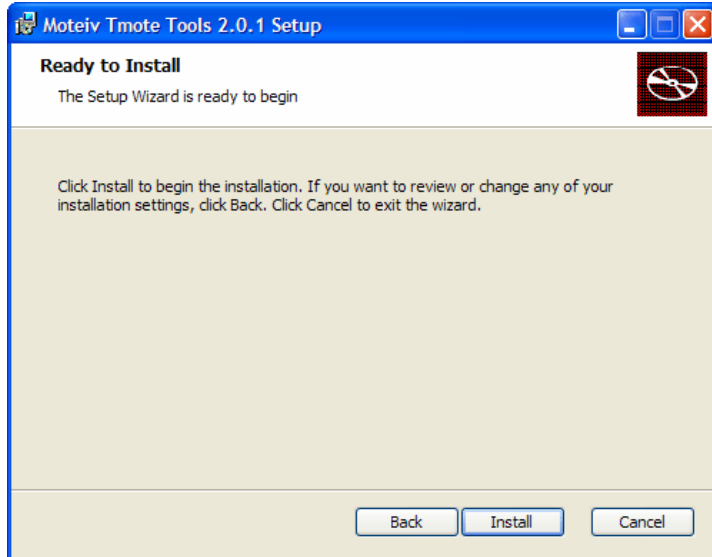 Moteiv Tmote Tools 2.0.1 Setup
Ready to Install
The Setup Wizard is ready to begin
Click Install to begin the installation. If you want to review or change any of your
installation settings, click Back. Click Cancel to exit the wizard.
Back Install Cancel